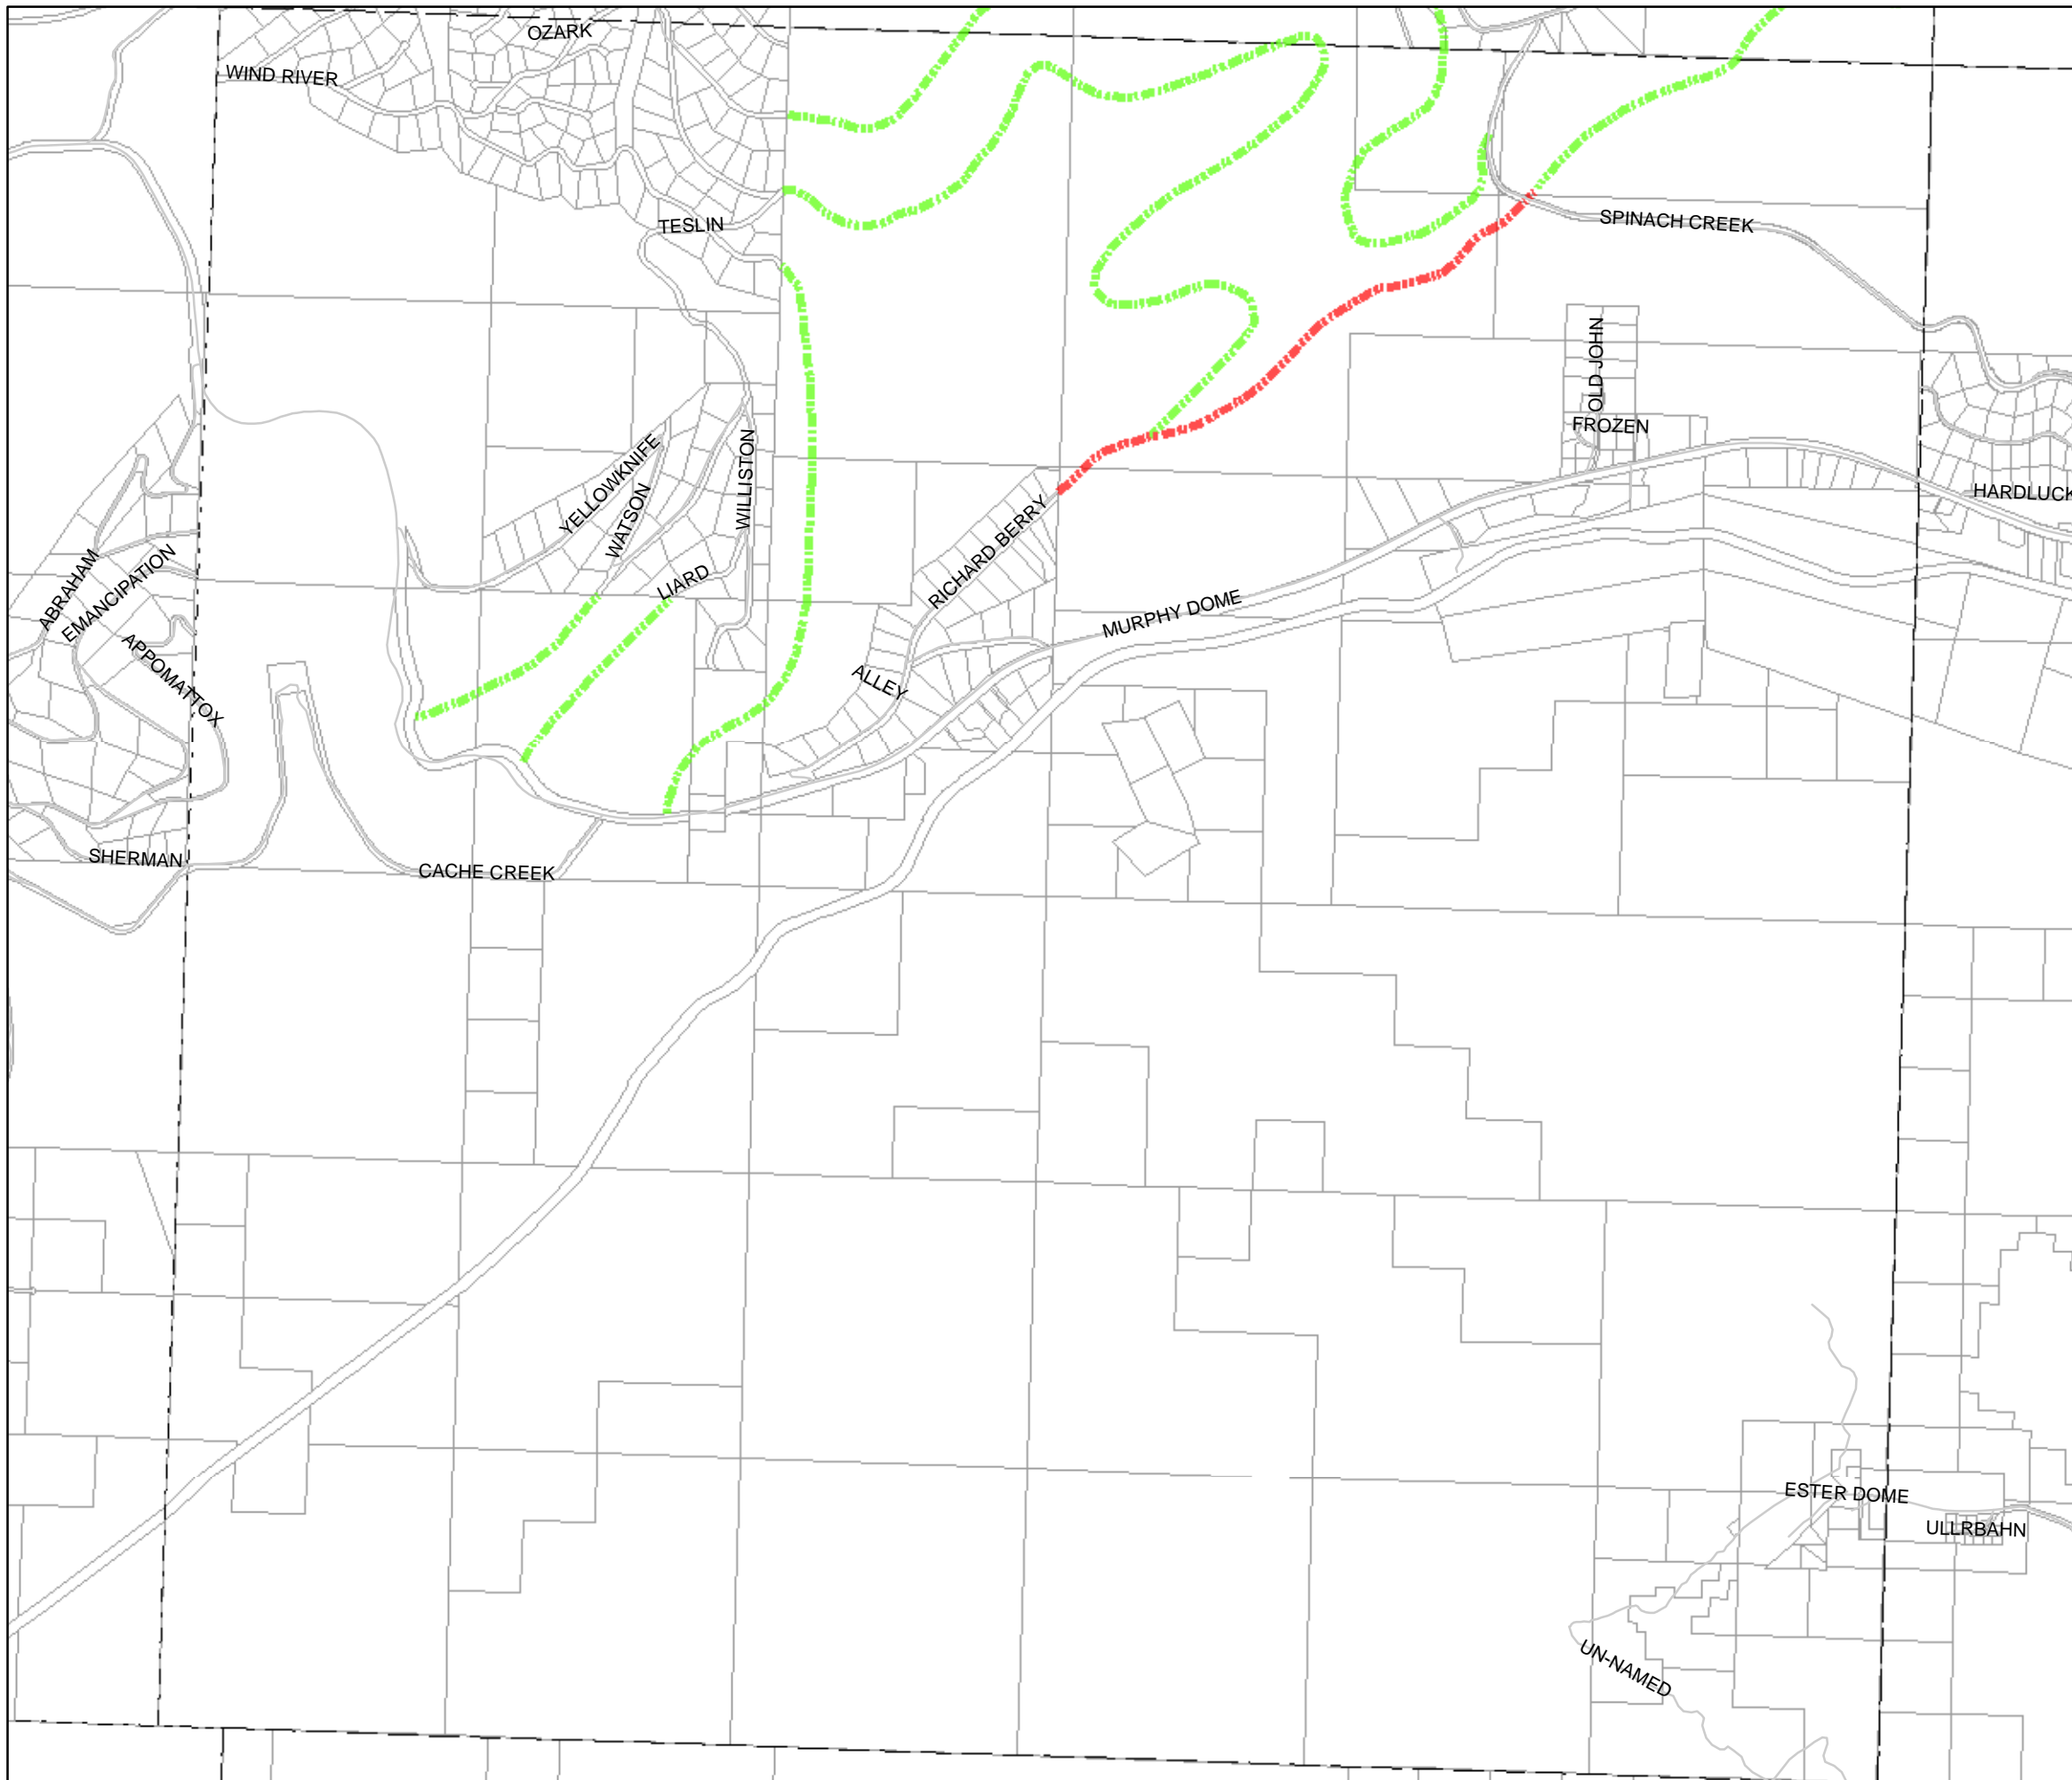 OZARK
WIND RIVER
TESLIN
SPINACH CREEK
OLD JOHN
FROZEN
YELLOWKNIFE
WATSON
WILLISTON
HARDLUCK
RICHARD BERRY
LIARD
ABRAHAM
EMANCIPATION
MURPHY DOME
APPOMATTOX
ALLEY
SHERMAN
CACHE CREEK
ESTER DOME
ULLRBAHN
UN-NAMED